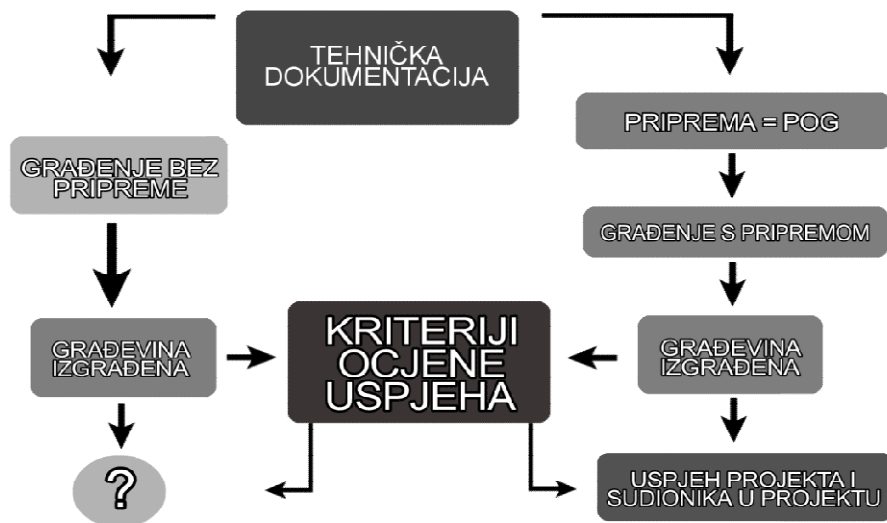 TEHNIČKA
DOKUMENTACIJA
PRIPREMA = POG
GRAĐENJE BEZ
PRIPREME
GRAĐENJE S PRIPREMOM
GRAĐEVINA
IZGRAĐENA
KRITERIJI
OCJENE
USPJEHA
GRAĐEVINA
IZGRAĐENA
?
USPJEH PROJEKTA I
SUDIONIKA U PROJEKTU